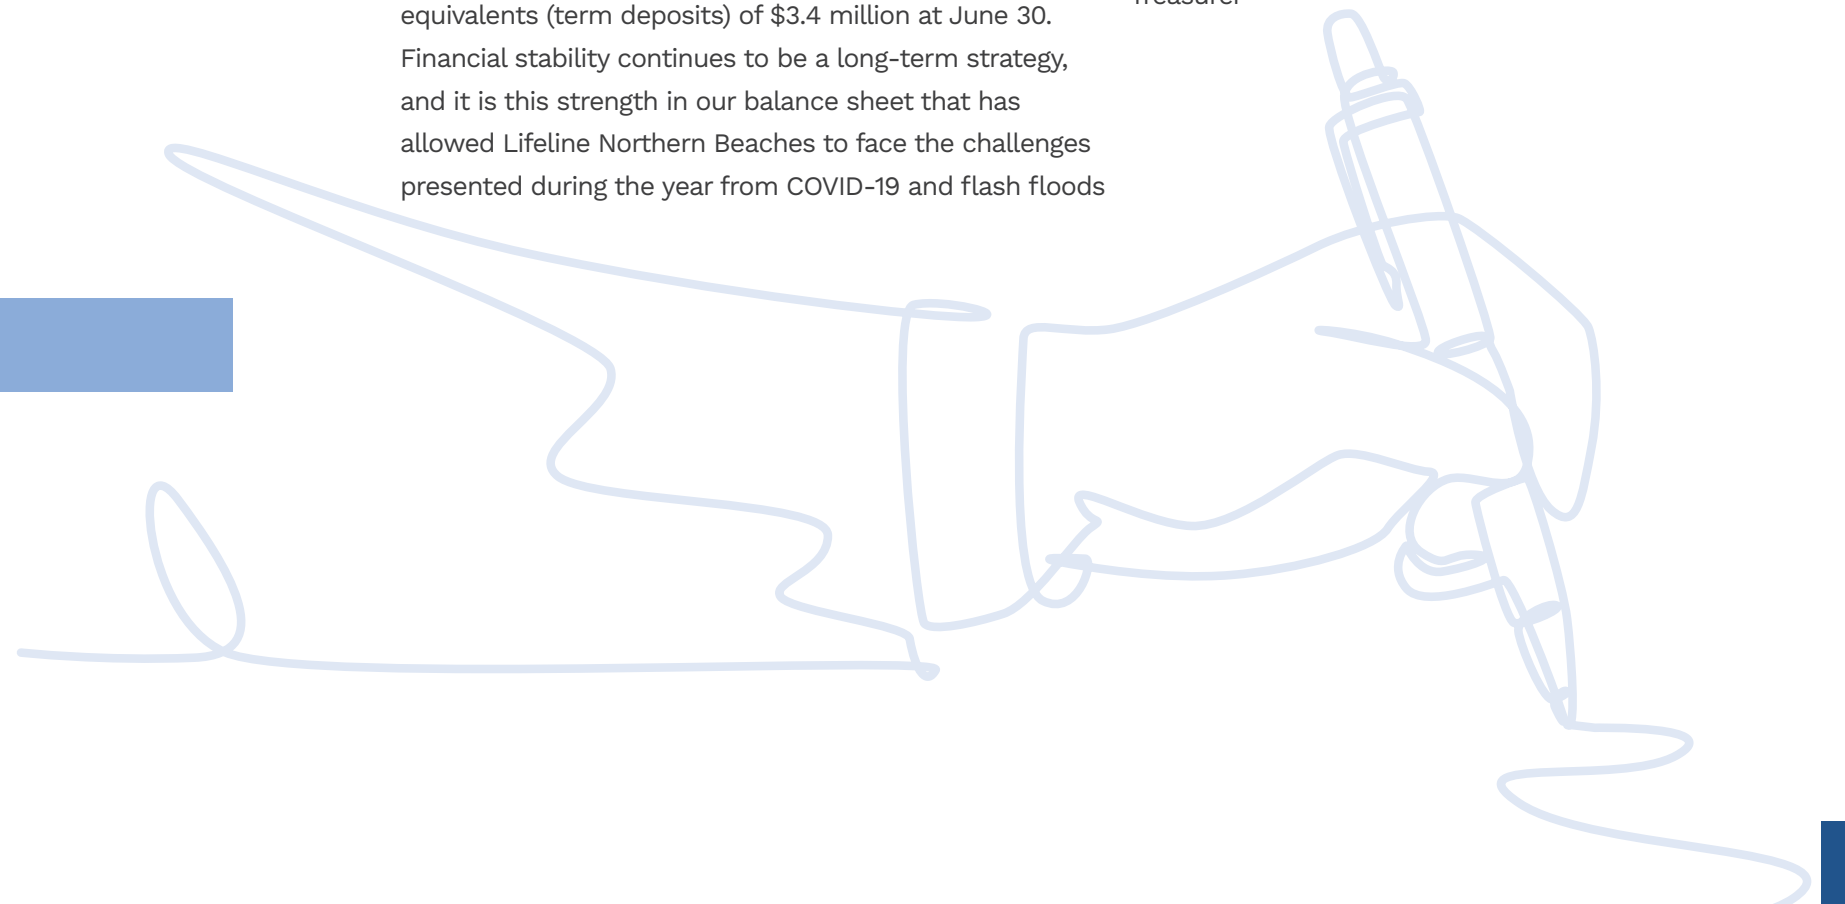 equivalents (term deposits) of $3.4 million at June 30.
Financial stability continues to be a long-term strategy,
and it is this strength in our balance sheet that has
allowed Lifeline Northern Beaches to face the challenges
presented during the year from COVID-19 and flash floods
Treasurer